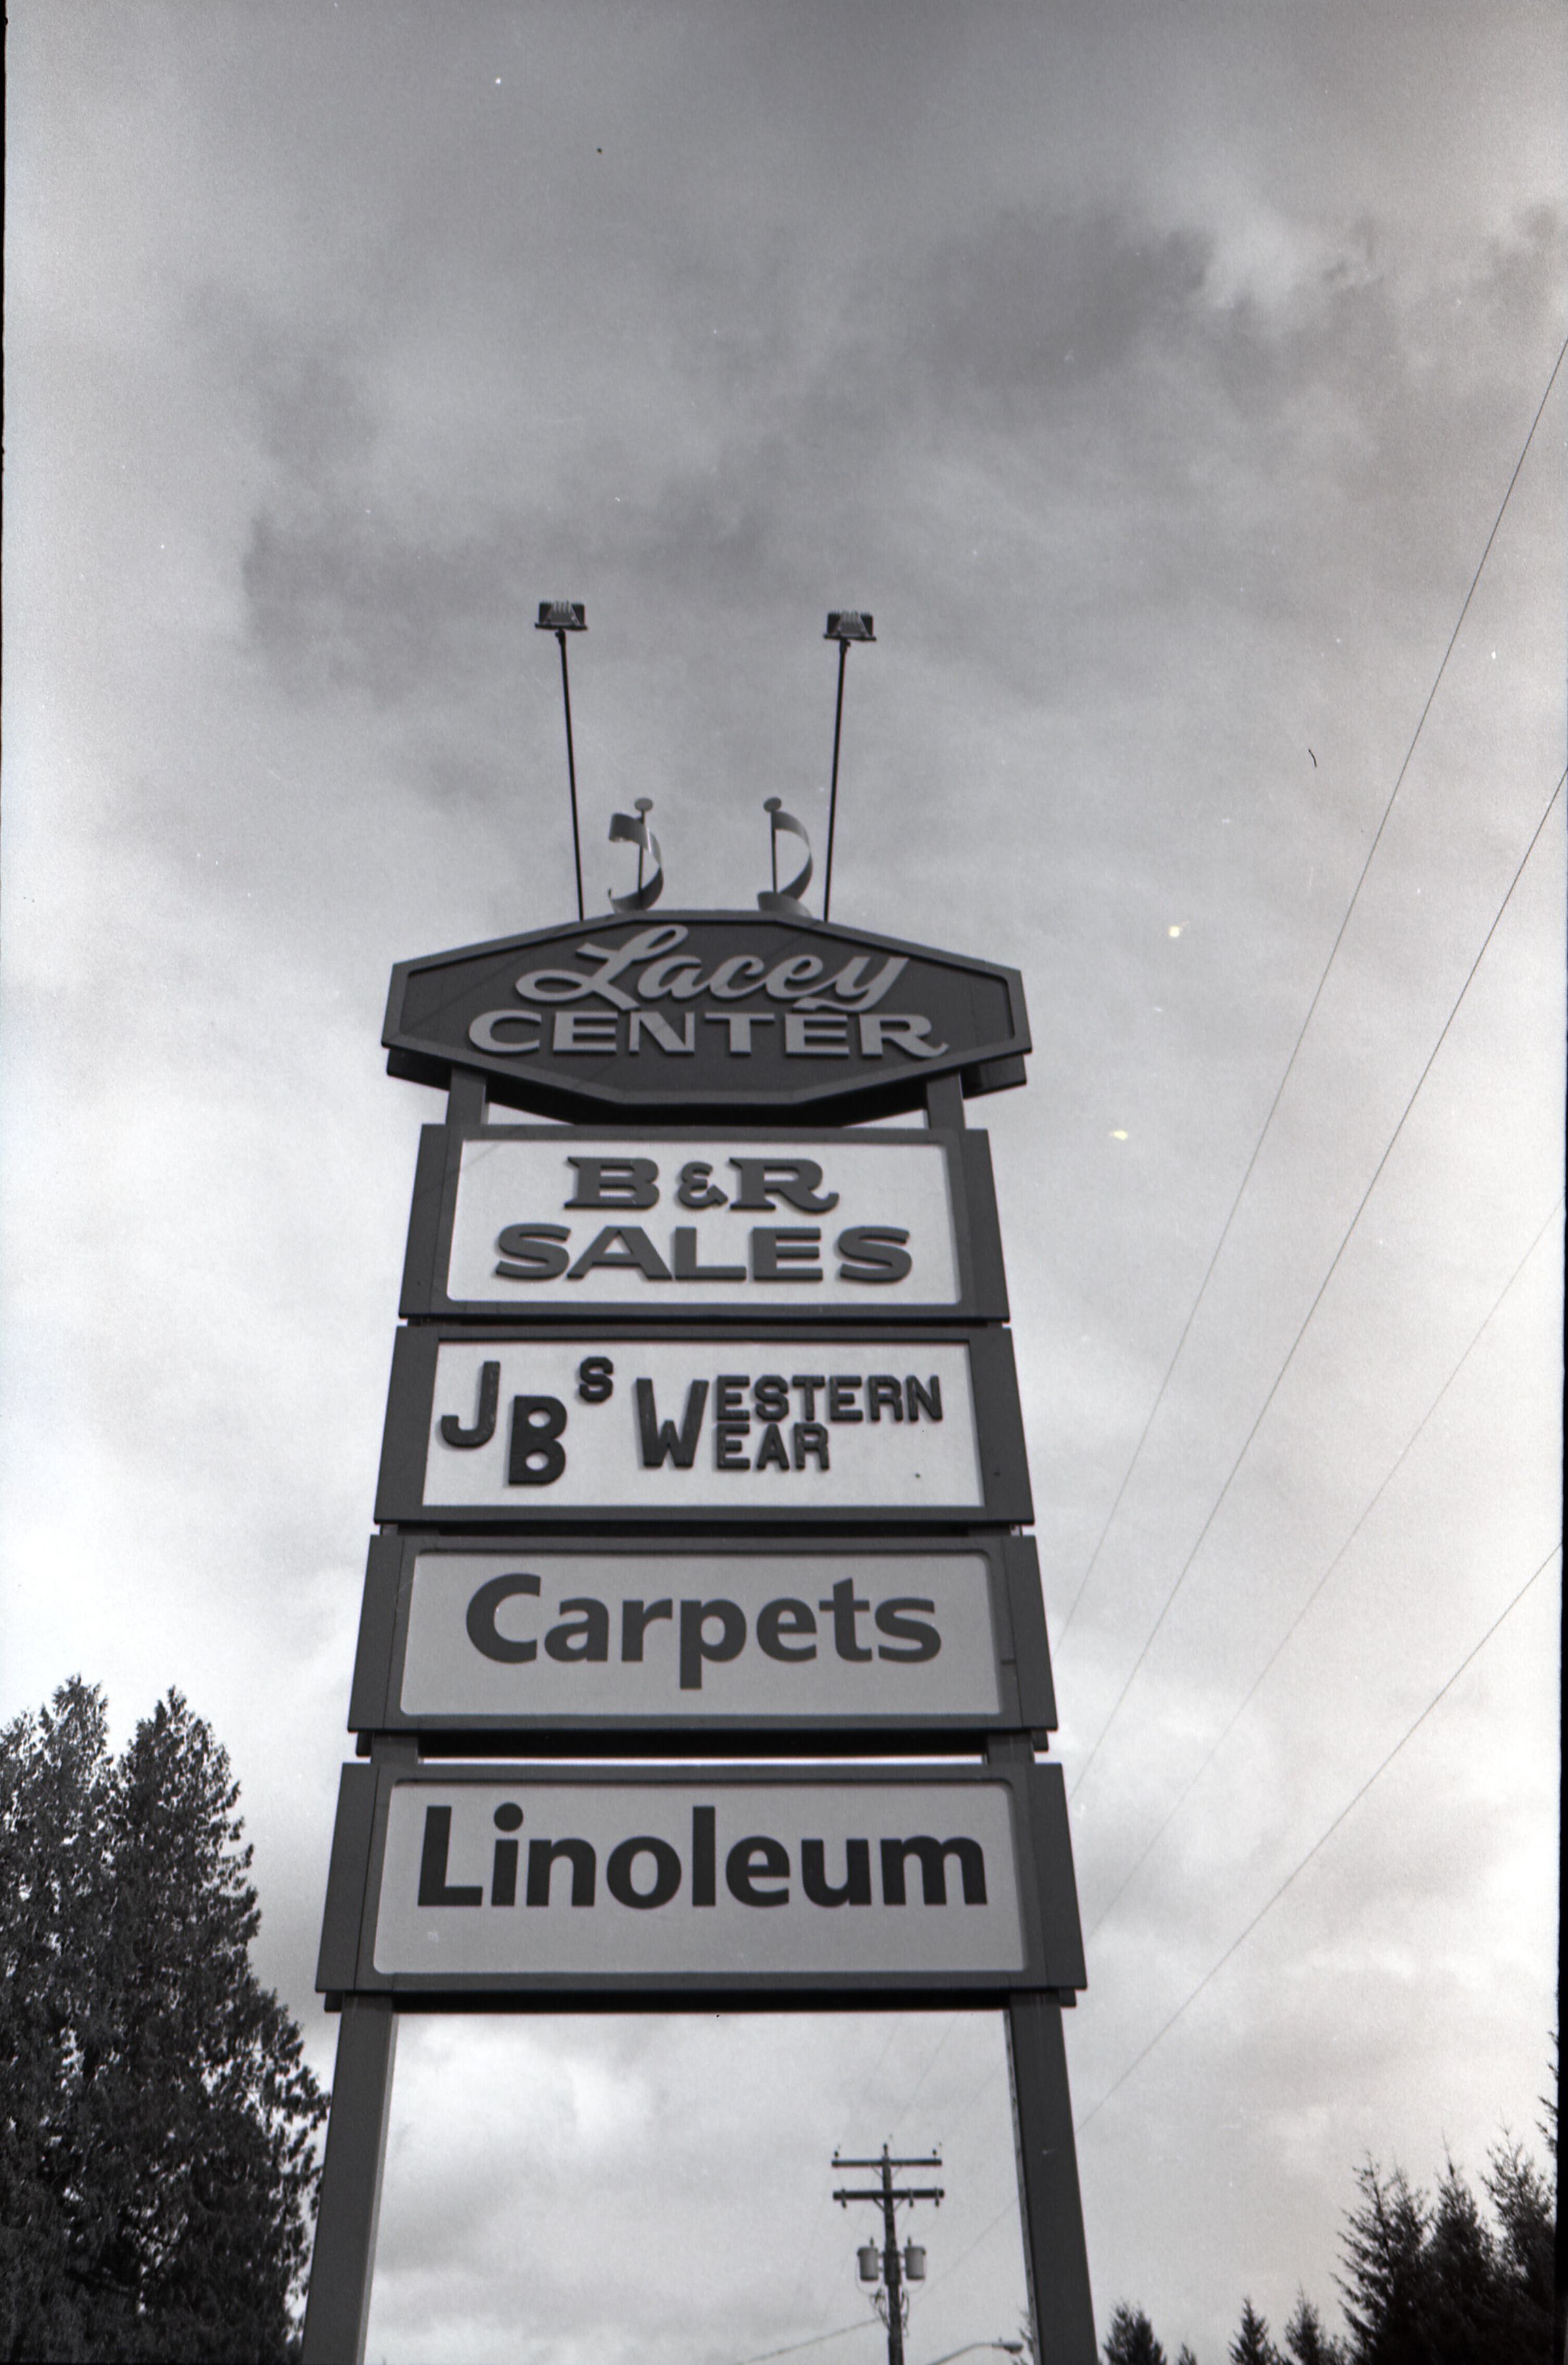 Lacey
CENTER
B & R
SALES
JBS WESTERN
WEAR
Carpets
Linoleum